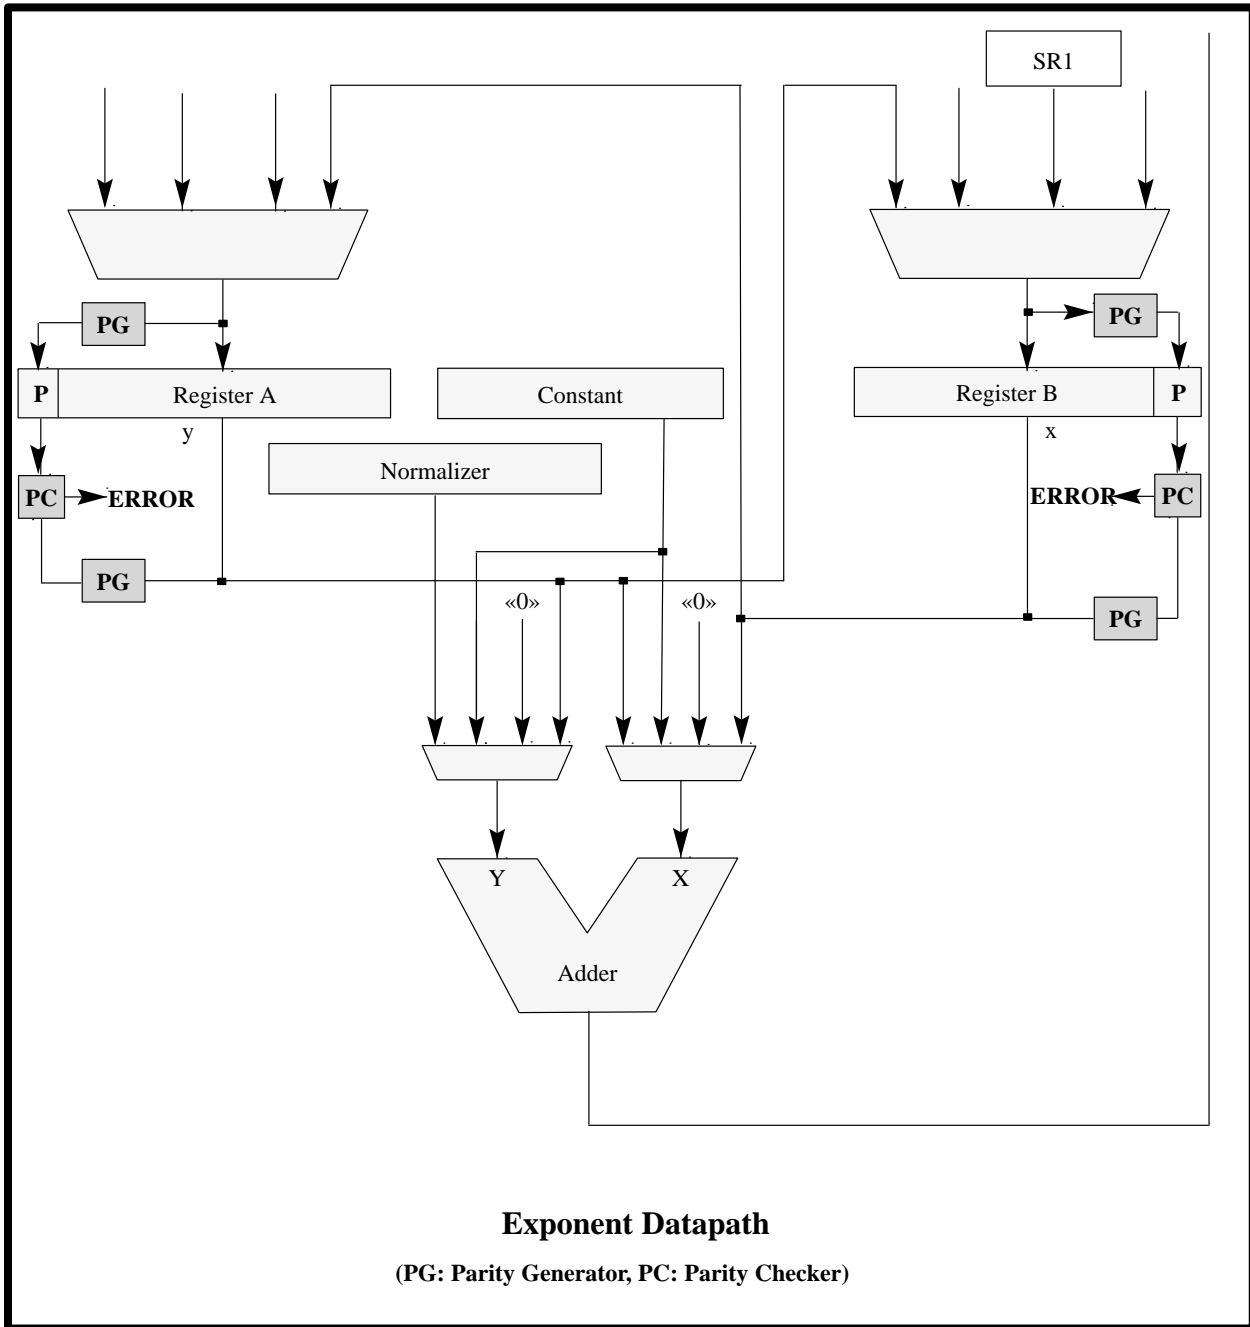 SR1
PG
PG
P
Register A
Constant
Register B
P
y
x
Normalizer
PC
ERROR
ERROR
PC
PG
«0»
«0»
PG
Y
X
Adder
Exponent Datapath
(PG: Parity Generator, PC: Parity Checker)